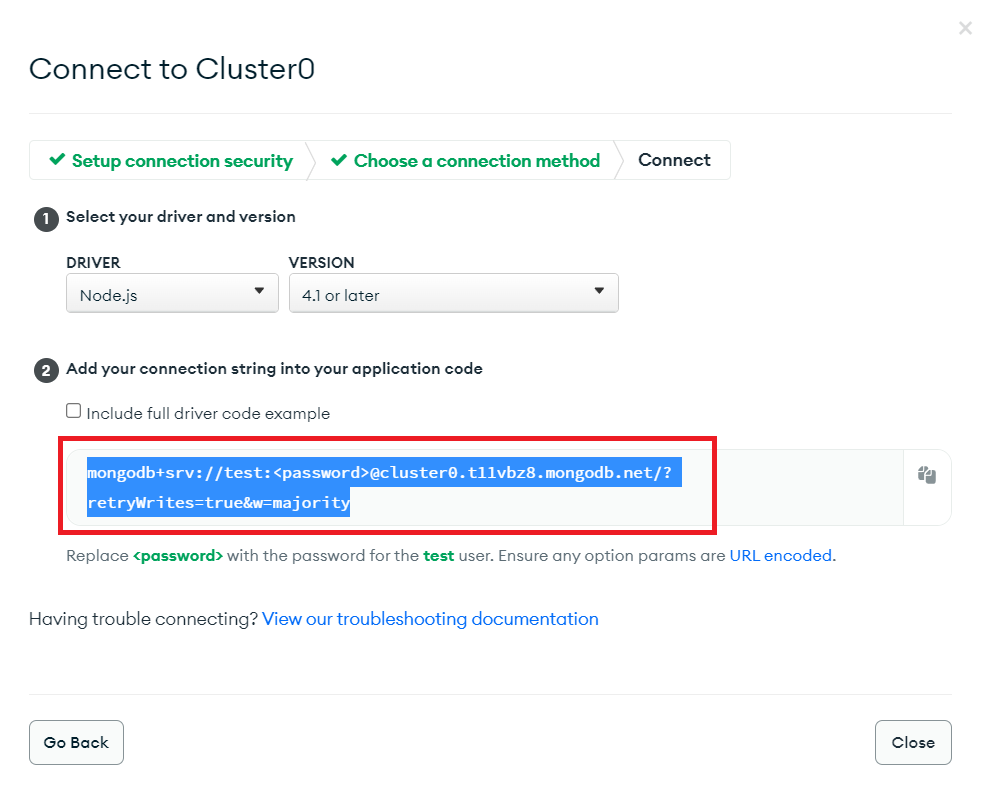 Connect to Cluster0
Setup connection security
Choose a connection method
Connect
1 Select your driver and version
DRIVER
VERSION
Node.js
4.1 or later
2 Add your connection string into your application code
Include full driver code example
mongodb+srv://test:<password>@cluster0.tl1vbz8.mongodb.net/?
retryWrites=true&w=majority
Replace <password> with the password for the test user. Ensure any option params are URL encoded.
Having trouble connecting? View our troubleshooting documentation
Go Back
Close